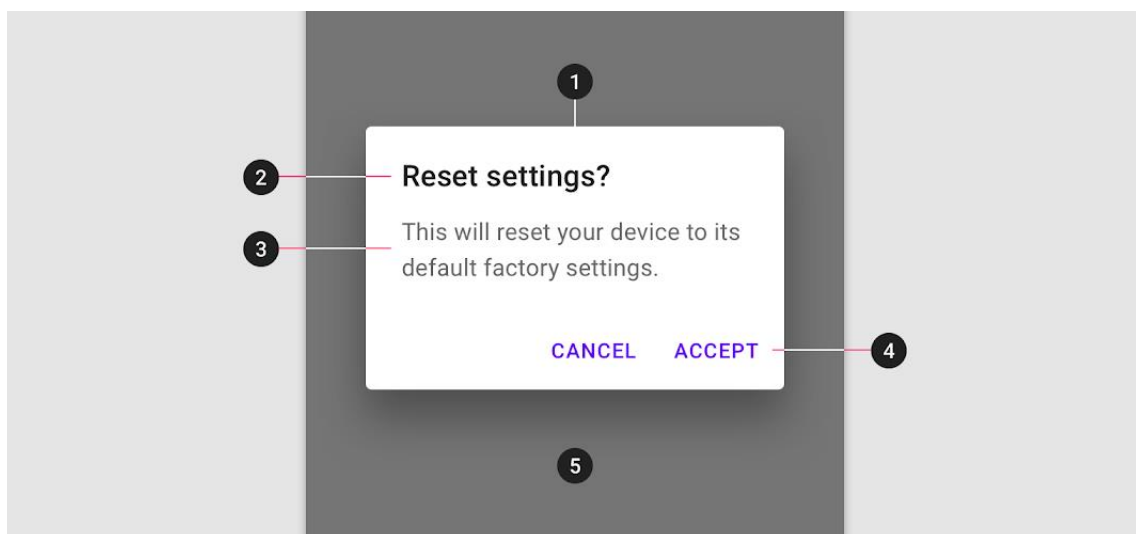 1
2 Reset settings?
3 This will reset your device to its
default factory settings.
CANCEL ACCEPT 4
5